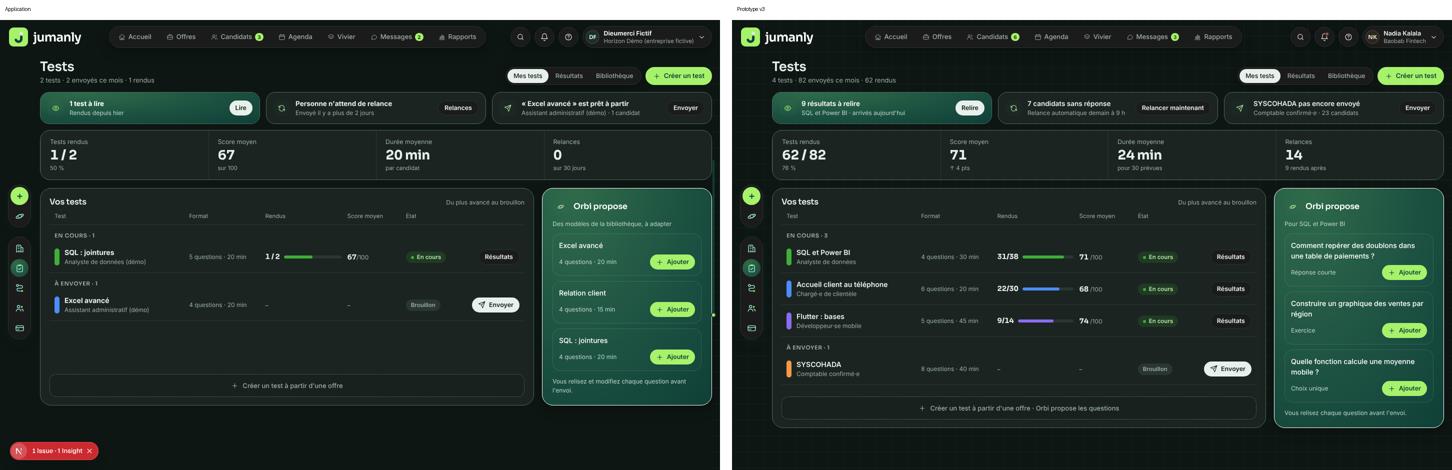 Application
jumanly
Accueil
Offres
Candidats 3
Agenda
Vivier
Messages 2
Rapports
DF
Dieumerci Fictif
Horizon Démo (entreprise fictive)
Tests
2 tests · 2 envoyés ce mois · 1 rendus
Mes tests
Résultats
Bibliothèque
+ Créer un test
1 test à lire
Rendus depuis hier
Lire
Personne n'attend de relance
Envoyé il y a plus de 2 jours
Relances
« Excel avancé » est prêt à partir
Assistant administratif (démo) · 1 candidat
Envoyer
Tests rendus
1 / 2
50 %
Score moyen
67
sur 100
Durée moyenne
20 min
par candidat
Relances
0
sur 30 jours
Vos tests
Du plus avancé au brouillon
Test
Format
Rendus
Score moyen
État
EN COURS · 1
SQL : jointures
Analyste de données (démo)
5 questions · 20 min
1 / 2
67/100
En cours
Résultats
À ENVOYER · 1
Excel avancé
Assistant administratif (démo)
4 questions · 20 min
–
–
Brouillon
Envoyer
+ Créer un test à partir d'une offre
Orbi propose
Des modèles de la bibliothèque, à adapter
Excel avancé
4 questions · 20 min
+ Ajouter
Relation client
4 questions · 15 min
+ Ajouter
SQL : jointures
4 questions · 20 min
+ Ajouter
Vous relisez et modifiez chaque question avant
l'envoi.
N
1 Issue · 1 Insight ×
Prototype v3
jumanly
Accueil
Offres
Candidats 6
Agenda
Vivier
Messages 3
Rapports
NK
Nadia Kalala
Baobab Fintech
Tests
4 tests · 82 envoyés ce mois · 62 rendus
Mes tests
Résultats
Bibliothèque
+ Créer un test
9 résultats à relire
SQL et Power BI · arrivés aujourd'hui
Relire
7 candidats sans réponse
Relance automatique demain à 9 h
Relancer maintenant
SYSCOHADA pas encore envoyé
Comptable confirmé·e · 23 candidats
Envoyer
Tests rendus
62 / 82
76 %
Score moyen
71
↑ 4 pts
Durée moyenne
24 min
pour 30 prévues
Relances
14
9 rendus après
Vos tests
Du plus avancé au brouillon
Test
Format
Rendus
Score moyen
État
EN COURS · 3
SQL et Power BI
Analyste de données
4 questions · 30 min
31/38
71 /100
En cours
Résultats
Accueil client au téléphone
Chargé·e de clientèle
6 questions · 20 min
22/30
68 /100
En cours
Résultats
Flutter : bases
Développeur·se mobile
5 questions · 45 min
9/14
74 /100
En cours
Résultats
À ENVOYER · 1
SYSCOHADA
Comptable confirmé·e
8 questions · 40 min
–
–
Brouillon
Envoyer
+ Créer un test à partir d'une offre · Orbi propose les questions
Orbi propose
Pour SQL et Power BI
Comment repérer des doublons dans
une table de paiements ?
Réponse courte
+ Ajouter
Construire un graphique des ventes par
région
Exercice
+ Ajouter
Quelle fonction calcule une moyenne
mobile ?
Choix unique
+ Ajouter
Vous relisez chaque question avant l'envoi.